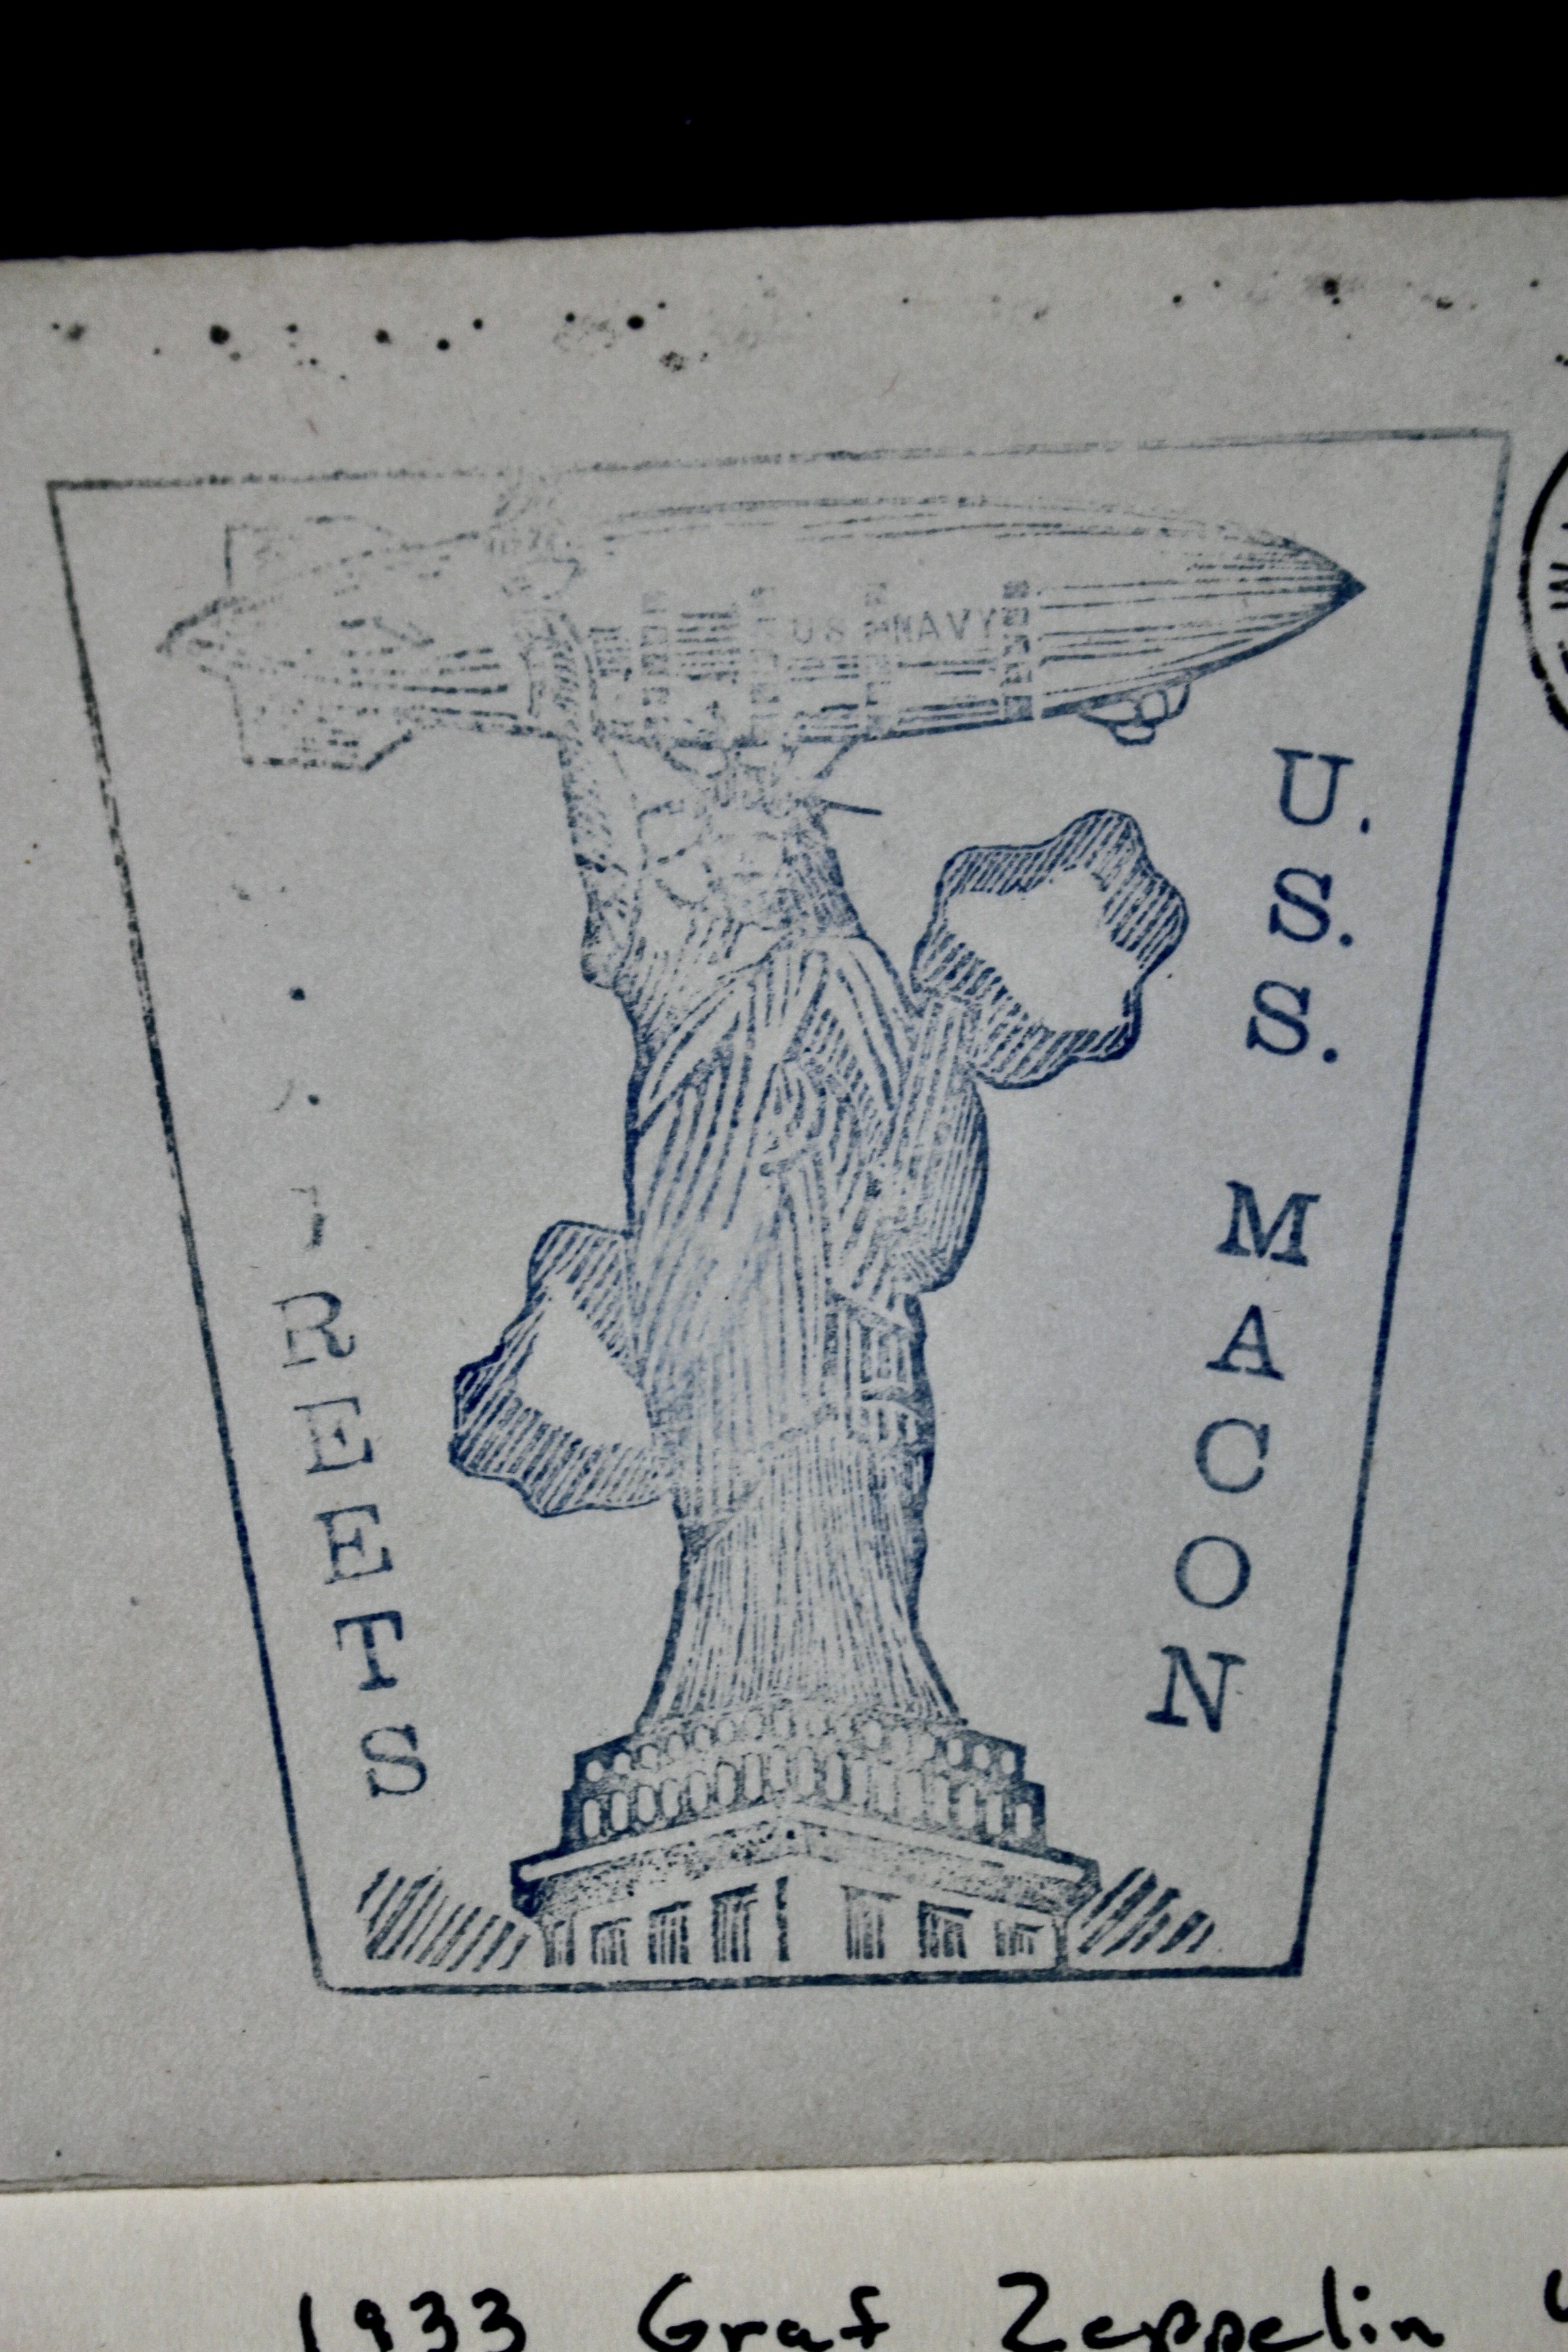 US NAVY
REETS
U.S.S. MACON
1933 Graf Zeppelin